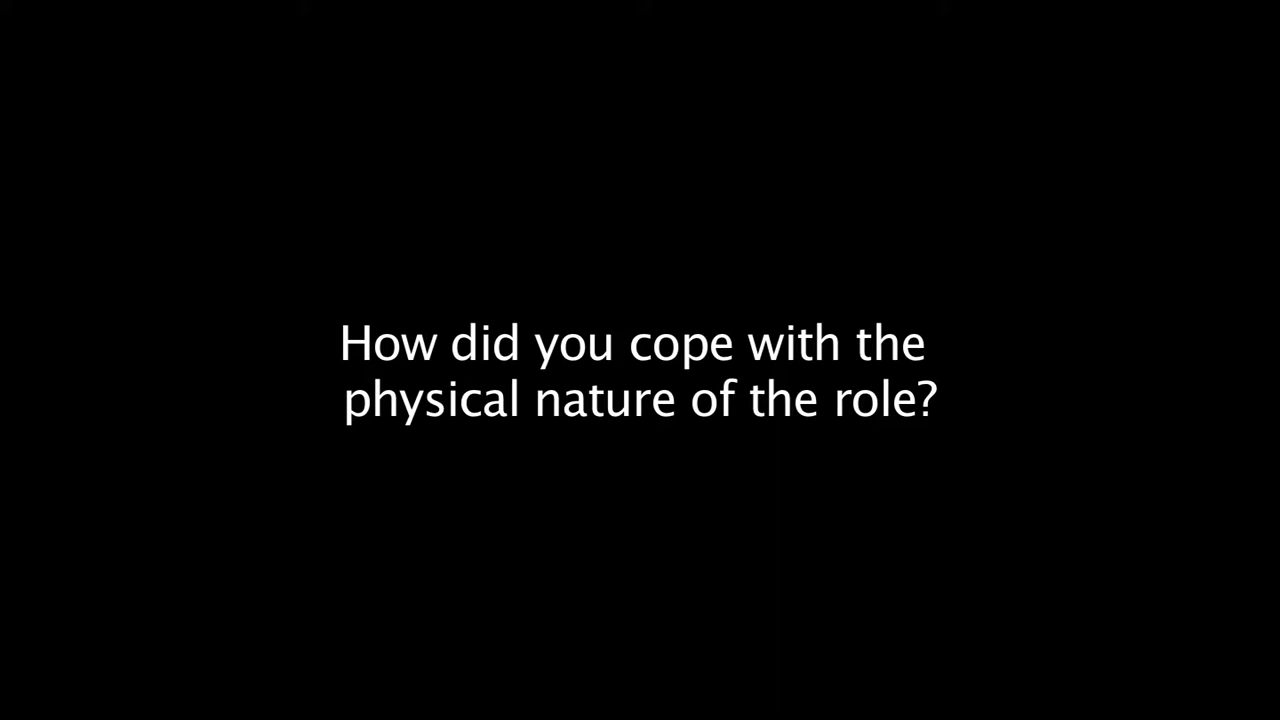 How did you cope with the
physical nature of the role?